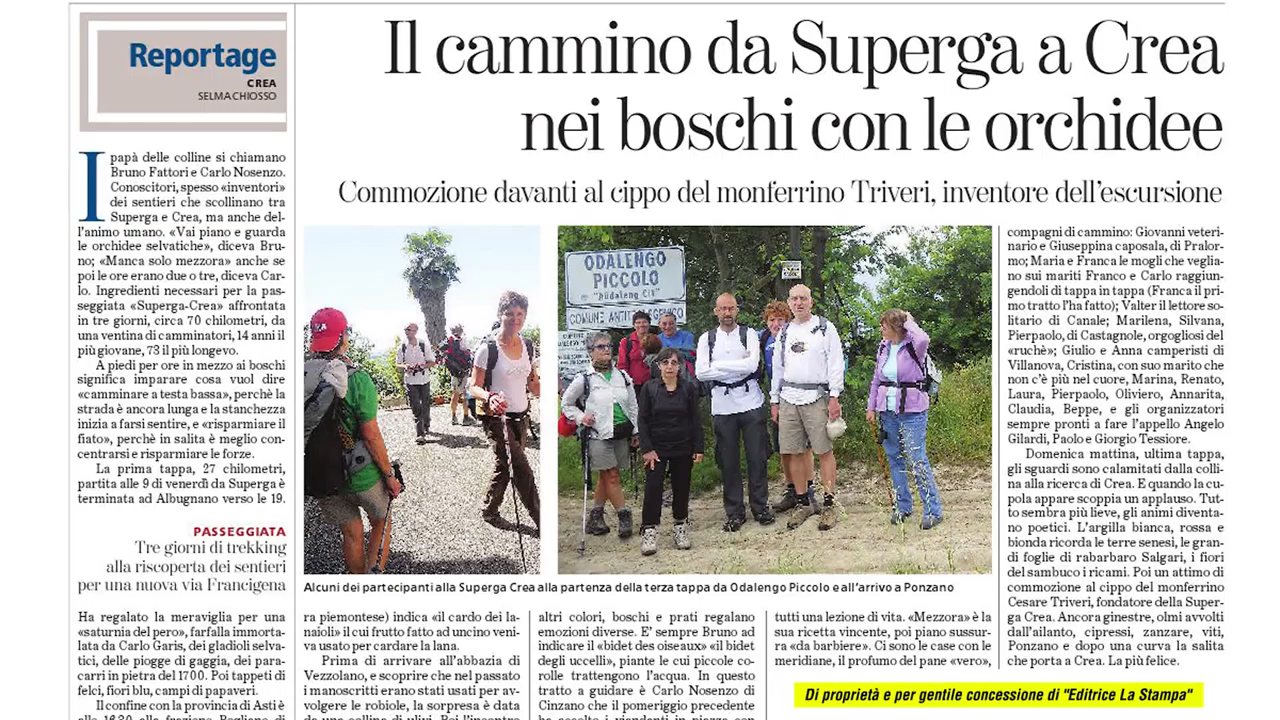 Reportage
CREA
SELMA CHIOSSO
Il cammino da Superga a Crea
nei boschi con le orchidee
Commozione davanti al cippo del monferrino Triveri, inventore dell'escursione
I papà delle colline si chiamano
Bruno Fattori e Carlo Nosenzo.
Conoscitori, spesso «inventori»
dei sentieri che scollinano tra
Superga e Crea, ma anche del-
l'animo umano. «Vai piano e guarda
le orchidee selvatiche», diceva Bru-
no; «Manca solo mezzora» anche se
poi le ore erano due o tre, diceva Car-
lo. Ingredienti necessari per la pas-
seggiata «Superga-Crea» affrontata
in tre giorni, circa 70 chilometri, da
una ventina di camminatori, 14 anni il
più giovane, 73 il più longevo.
A piedi per ore in mezzo ai boschi
significa imparare cosa vuol dire
«camminare a testa bassa», perchè la
strada è ancora lunga e la stanchezza
inizia a farsi sentire, e «risparmiare il
fiato», perchè in salita è meglio con-
centrarsi e risparmiare le forze.
La prima tappa, 27 chilometri,
partita alle 9 di venerdì da Superga è
terminata ad Albugnano verso le 19.
PASSEGGIATA
Tre giorni di trekking
alla riscoperta dei sentieri
per una nuova via Francigena
Ha regalato la meraviglia per una
«saturnia del pero», farfalla immorta-
lata da Carlo Garis, dei gladioli selva-
tici, delle piogge di gaggia, dei para-
carri in pietra del 1700. Poi tappeti di
felci, fiori blu, campi di papaveri.
Il confine con la provincia di Asti è
alle 16,30 alla frazione Bogliano di
ODALENGO
PICCOLO
"Audaleng Cit"
COMUNE ANTITRANSGENICO
Alcuni dei partecipanti alla Superga Crea alla partenza della terza tappa da Odalengo Piccolo e all'arrivo a Ponzano
ra piemontese) indica «il cardo dei la-
naioli» il cui frutto fatto ad uncino veni-
va usato per cardare la lana.
Prima di arrivare all'abbazia di
Vezzolano, e scoprire che nel passato
i manoscritti erano stati usati per av-
volgere le robiole, la sorpresa è data
da una collina di ulivi. Poi l'incontro
altri colori, boschi e prati regalano
emozioni diverse. E' sempre Bruno ad
indicare il «bidet des oiseaux» «il bidet
degli uccelli», piante le cui piccole co-
rolle trattengono l'acqua. In questo
tratto a guidare è Carlo Nosenzo di
Cinzano che il pomeriggio precedente
ha accolto i viandanti in piazza con
tutti una lezione di vita. «Mezzora» è la
sua ricetta vincente, poi piano sussur-
ra «da barbiere». Ci sono le case con le
meridiane, il profumo del pane «vero»,
compagni di cammino: Giovanni veteri-
nario e Giuseppina caposala, di Pralor-
mo; Maria e Franca le mogli che veglia-
no sui mariti Franco e Carlo raggiun-
gendoli di tappa in tappa (Franca il pri-
mo tratto l'ha fatto); Valter il lettore so-
litario di Canale; Marilena, Silvana,
Pierpaolo, di Castagnole, orgogliosi del
«ruchè»; Giulio e Anna camperisti di
Villanova, Cristina, con suo marito che
non c'è più nel cuore, Marina, Renato,
Laura, Pierpaolo, Oliviero, Annarita,
Claudia, Beppe, e gli organizzatori
sempre pronti a fare l'appello Angelo
Gilardi, Paolo e Giorgio Tessiore.
Domenica mattina, ultima tappa,
gli sguardi sono calamitati dalla colli-
na alla ricerca di Crea. E quando la cu-
pola appare scoppia un applauso. Tut-
to sembra più lieve, gli animi diventa-
no poetici. L'argilla bianca, rossa e
bionda ricorda le terre senesi, le gran-
di foglie di rabarbaro Salgari, i fiori
del sambuco i ricami. Poi un attimo di
commozione al cippo del monferrino
Cesare Triveri, fondatore della Super-
ga Crea. Ancora ginestre, olmi avvolti
dall'ailanto, cipressi, zanzare, viti,
Ponzano e dopo una curva la salita
che porta a Crea. La più felice.
Di proprietà e per gentile concessione di "Editrice La Stampa"